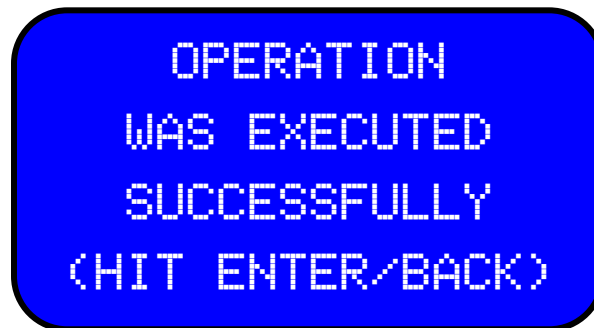 OPERATION
WAS EXECUTED
SUCCESSFULLY
(HIT ENTER/BACK)